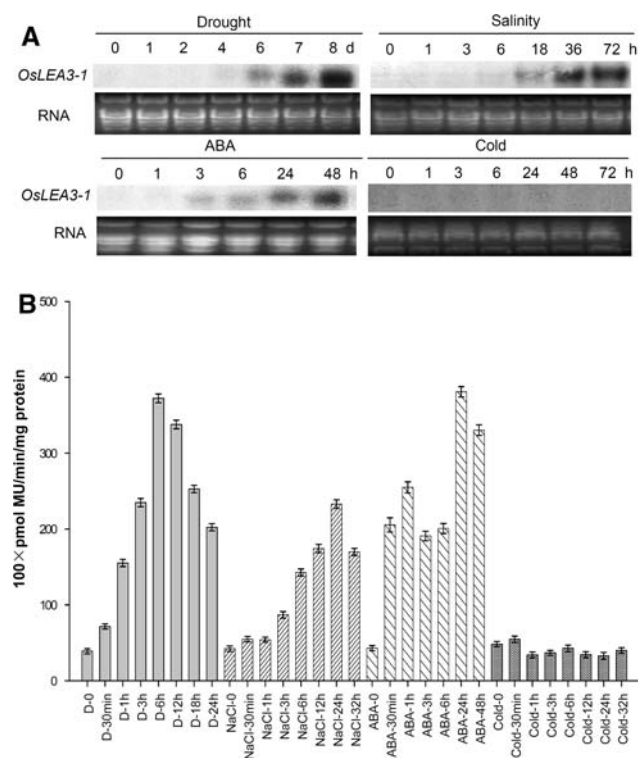 A
Drought
0 1 2 4 6 7 8 d
OsLEA3-1
RNA
Salinity
0 1 3 6 18 36 72 h
ABA
0 1 3 6 24 48 h
OsLEA3-1
RNA
Cold
0 1 3 6 24 48 72 h
B
100×pmol MU/min/mg protein
500
400
300
200
100
0
D-0
D-30min
D-1h
D-3h
D-6h
D-12h
D-18h
D-24h
NaCl-0
NaCl-30min
NaCl-1h
NaCl-3h
NaCl-6h
NaCl-12h
NaCl-24h
NaCl-32h
ABA-0
ABA-30min
ABA-1h
ABA-3h
ABA-6h
ABA-24h
ABA-48h
Cold-0
Cold-30min
Cold-1h
Cold-3h
Cold-6h
Cold-12h
Cold-24h
Cold-32h